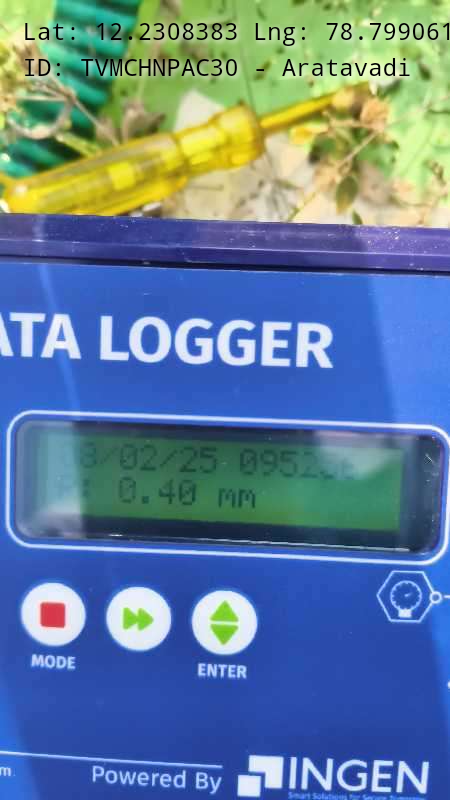 Lat: 12.2308383 Lng: 78.799061
ID: TVMCHNPAC30 - Aratavadi
ATA LOGGER
0.40 mm
MODE
ENTER
m.
Powered By INGEN